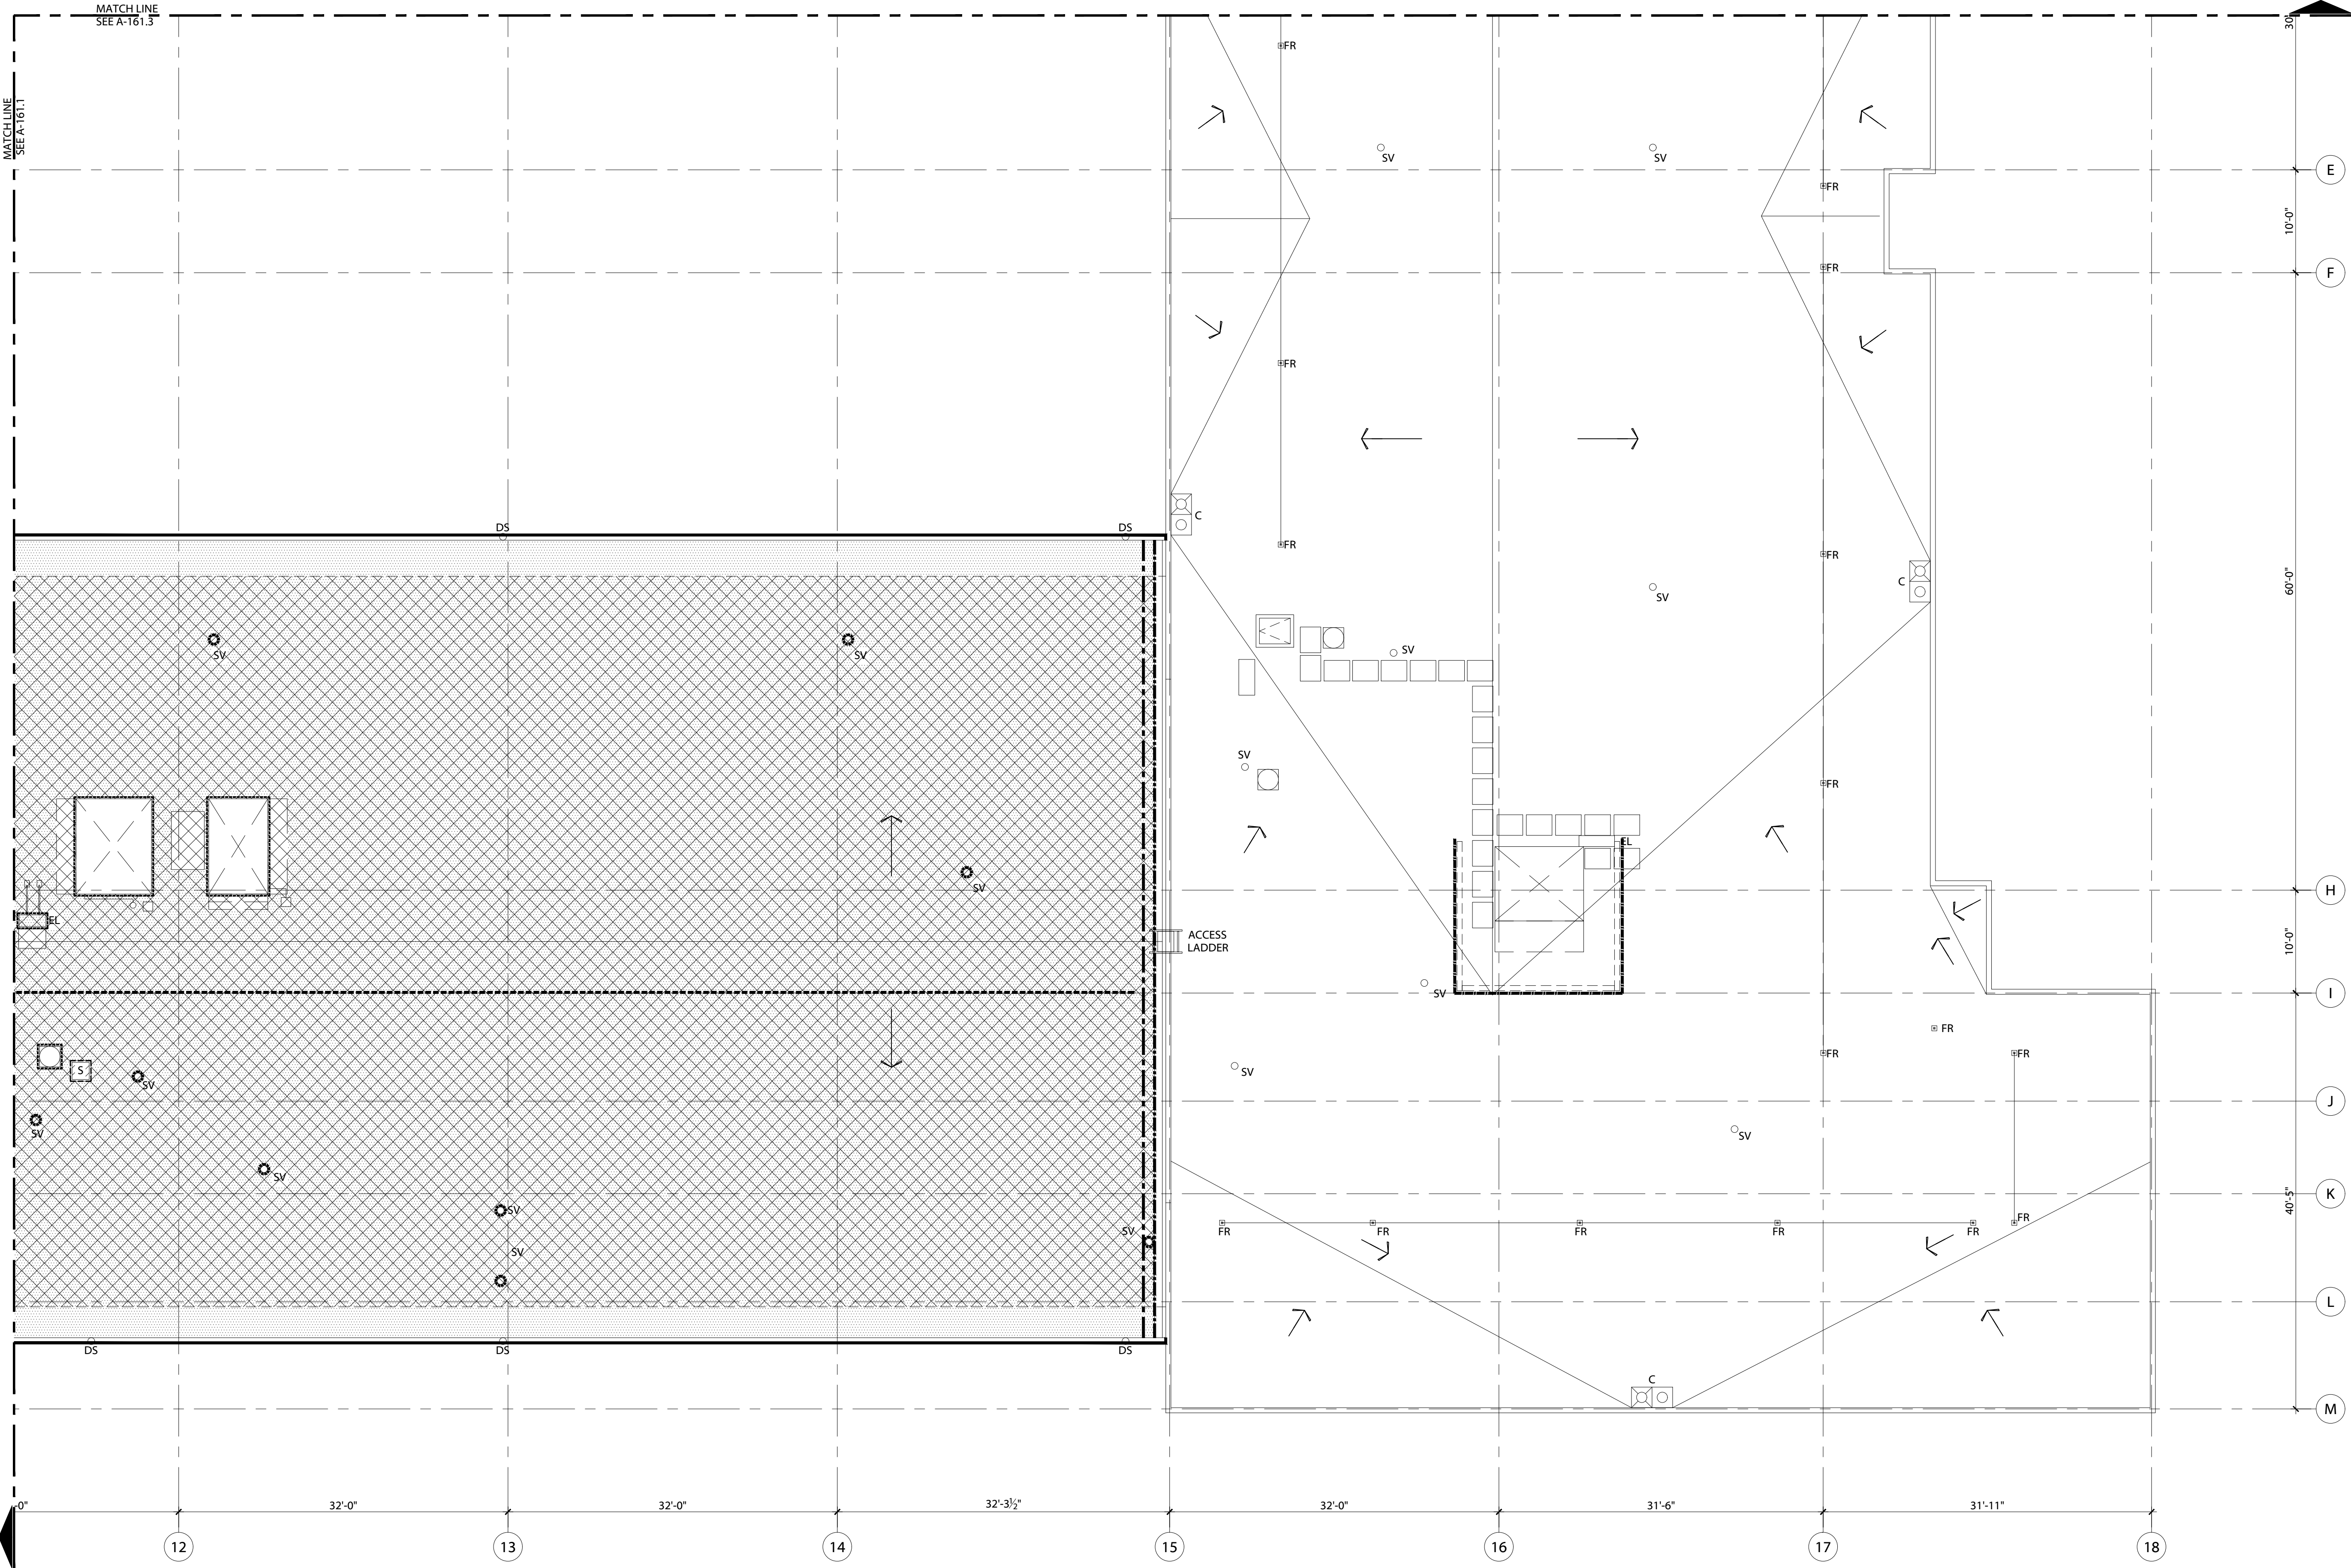 MATCH LINE
SEE A-161.3
MATCH LINE
SEE A-161.1
30'
FR
SV
SV
E
FR
10'-0"
FR
F
FR
C
DS
DS
FR
FR
C
60'-0"
SV
SV
SV
SV
SV
FR
EL
SV
H
EL
ACCESS
LADDER
10'-0"
SV
I
FR
FR
FR
S
SV
SV
J
SV
SV
SV
K
40'-5"
SV
SV
FR
FR
FR
FR
FR
FR
SV
L
DS
DS
DS
C
M
-0"
32'-0"
32'-0"
32'-3½"
32'-0"
31'-6"
31'-11"
12
13
14
15
16
17
18